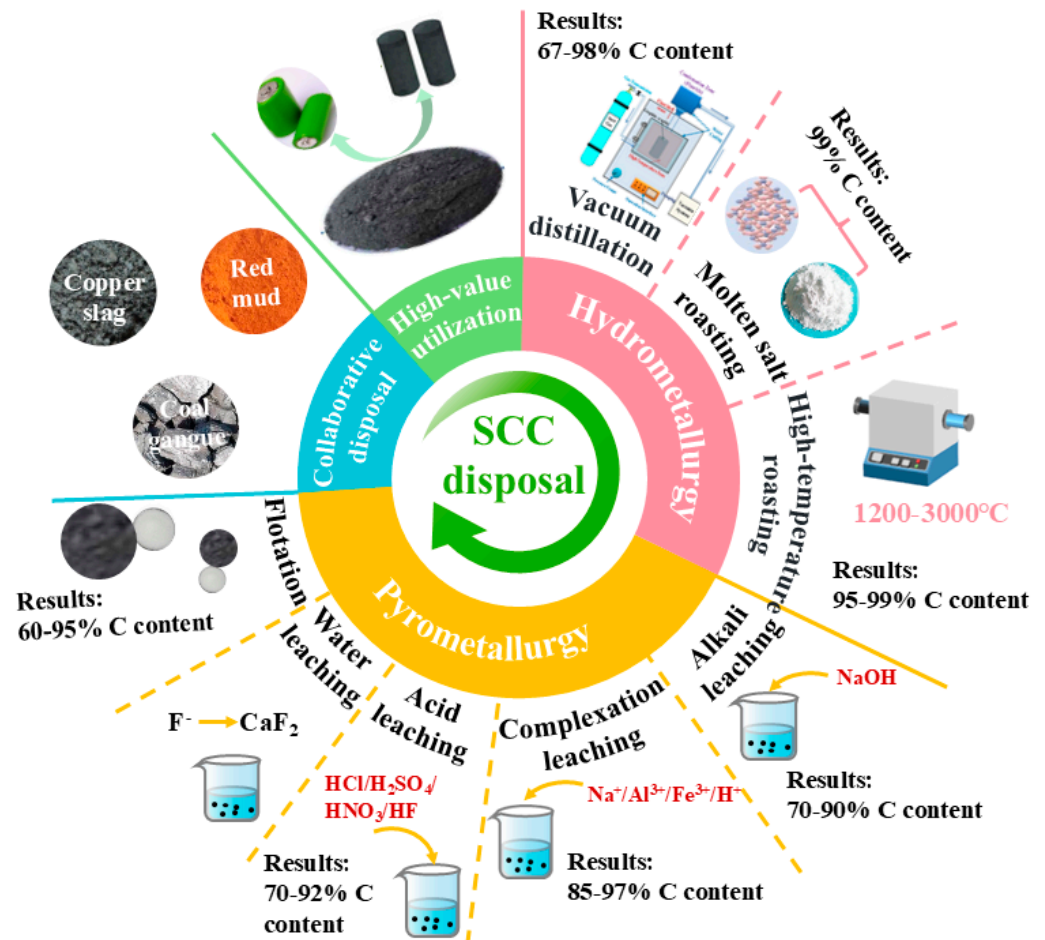 Results:
67-98% C content
Vacuum
distillation
Results:
99% C content
Molten salt
roasting
High-temperature
roasting
1200-3000°C
Results:
95-99% C content
Hydrometallurgy
High-value
utilization
Copper
slag
Red
mud
Coal
gangue
Collaborative
disposal
SCC
disposal
Pyrometallurgy
Flotation
Results:
60-95% C content
Water
leaching
F⁻ → CaF₂
Acid
leaching
HCl/H₂SO₄/
HNO₃/HF
Results:
70-92% C
content
Complexation
leaching
Na⁺/Al³⁺/Fe³⁺/H⁺
Results:
85-97% C content
Alkali
leaching
NaOH
Results:
70-90% C content